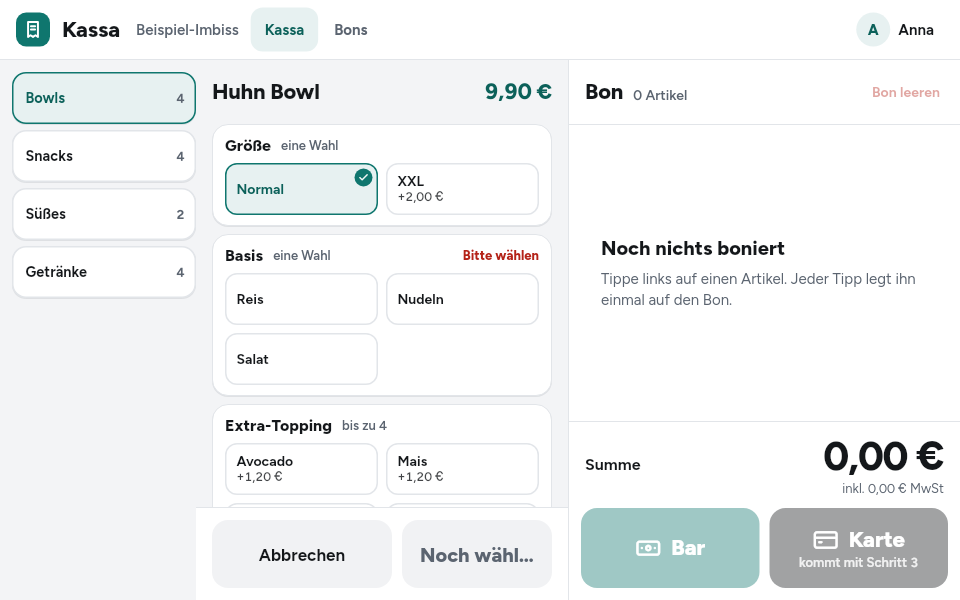 Kassa
Beispiel-Imbiss
Kassa
Bons
A
Anna
Bowls
4
Snacks
4
Süßes
2
Getränke
4
Huhn Bowl
9,90 €
Größe
eine Wahl
Normal
XXL
+2,00 €
Basis
eine Wahl
Bitte wählen
Reis
Nudeln
Salat
Extra-Topping
bis zu 4
Avocado
+1,20 €
Mais
+1,20 €
Abbrechen
Noch wähl...
Bon
0 Artikel
Bon leeren
Noch nichts boniert
Tippe links auf einen Artikel. Jeder Tipp legt ihn
einmal auf den Bon.
Summe
0,00 €
inkl. 0,00 € MwSt
Bar
Karte
kommt mit Schritt 3